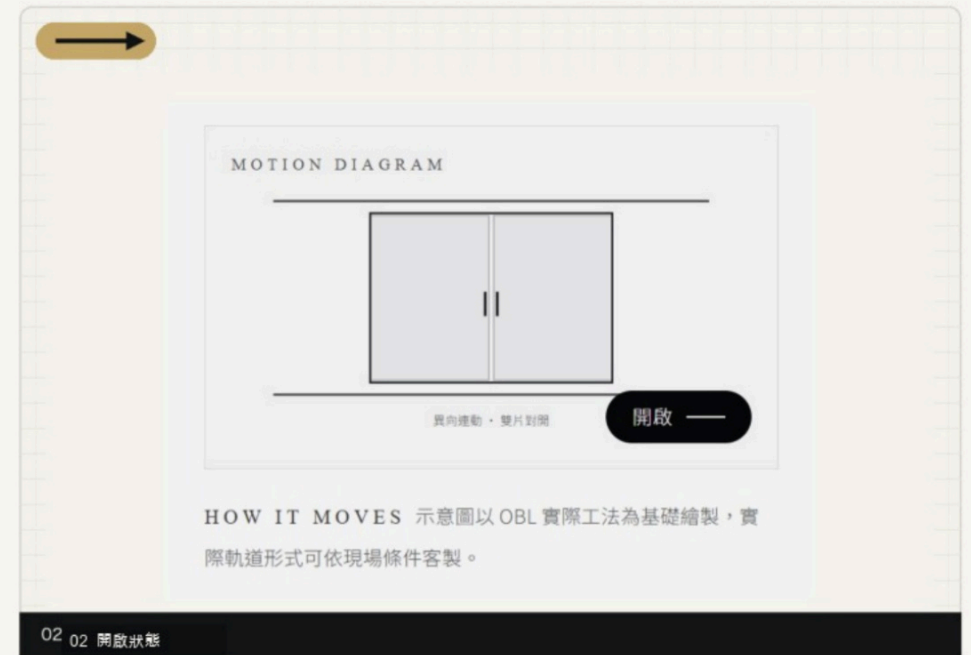 MOTION DIAGRAM
異向連動・雙片對開
開啟
HOW IT MOVES 示意圖以 OBL 實際工法為基礎繪製，實
際軌道形式可依現場條件客製。
02
02 開啟狀態